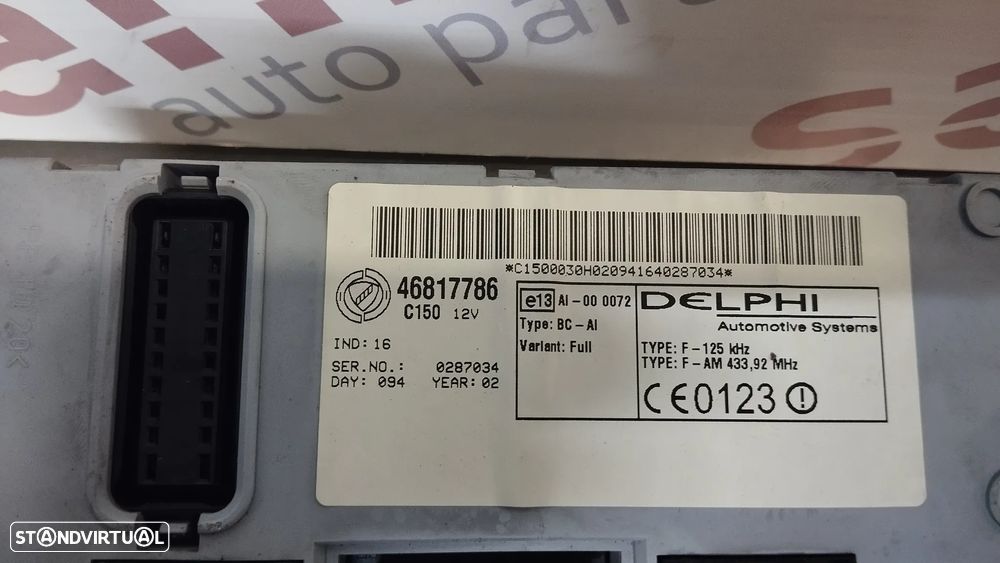 auto par
*C1500030H020941640287034*
46817786
C150 12V
IND: 16
SER.NO.: 0287034
DAY: 094 YEAR: 02
e13 AI-00 0072
Type: BC-AI
Variant: Full
DELPHI
Automotive Systems
TYPE: F-125 kHz
TYPE: F-AM 433,92 MHz
CE0123
STANDVIRTUAL